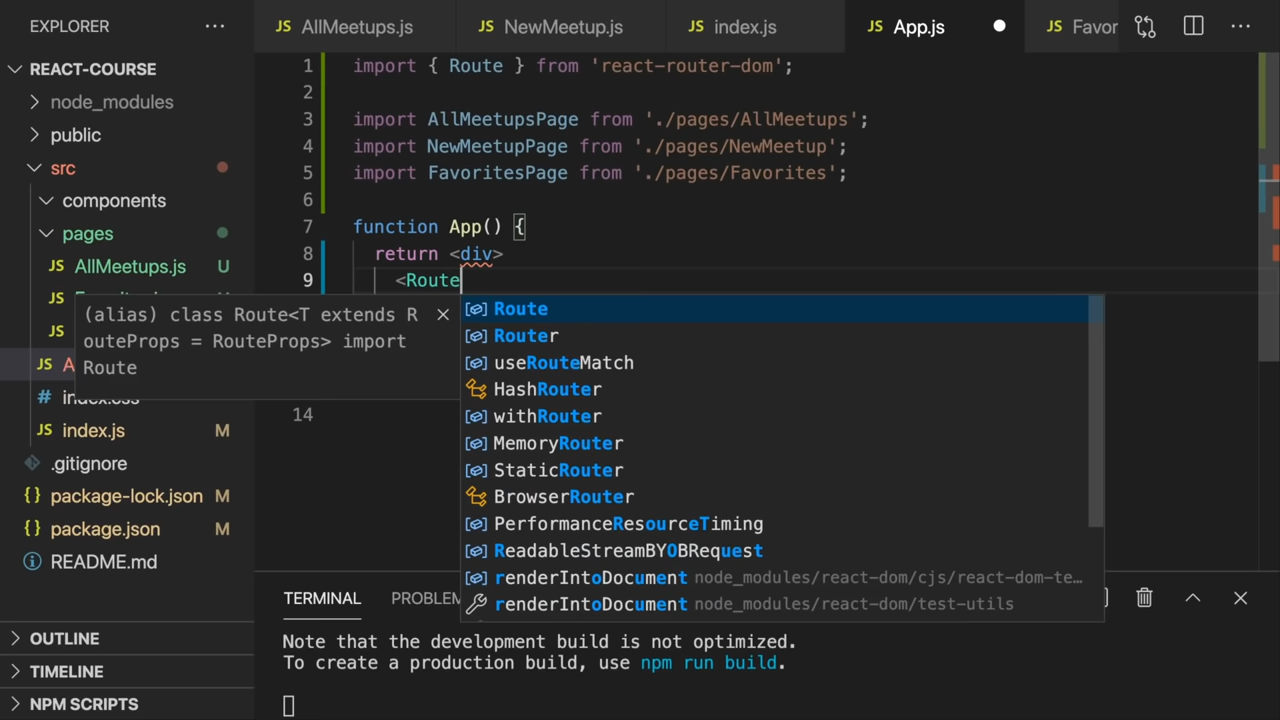 EXPLORER ...
JS AllMeetups.js
JS NewMeetup.js
JS index.js
JS App.js
JS Favor
...
REACT-COURSE
node_modules
public
src
components
pages
JS AllMeetups.js U
JS
JS
JS A
# index.css
JS index.js M
.gitignore
{} package-lock.json M
{} package.json M
README.md
OUTLINE
TIMELINE
NPM SCRIPTS
1 import { Route } from 'react-router-dom';
2
3 import AllMeetupsPage from './pages/AllMeetups';
4 import NewMeetupPage from './pages/NewMeetup';
5 import FavoritesPage from './pages/Favorites';
6
7 function App() {
8 return <div>
9 <Route
14
(alias) class Route<T extends R
outeProps = RouteProps> import
Route
Route
Router
useRouteMatch
HashRouter
withRouter
MemoryRouter
StaticRouter
BrowserRouter
PerformanceResourceTiming
ReadableStreamBYOBRequest
renderIntoDocument node_modules/react-dom/cjs/react-dom-te…
renderIntoDocument node_modules/react-dom/test-utils
TERMINAL PROBLEM
Note that the development build is not optimized.
To create a production build, use npm run build.